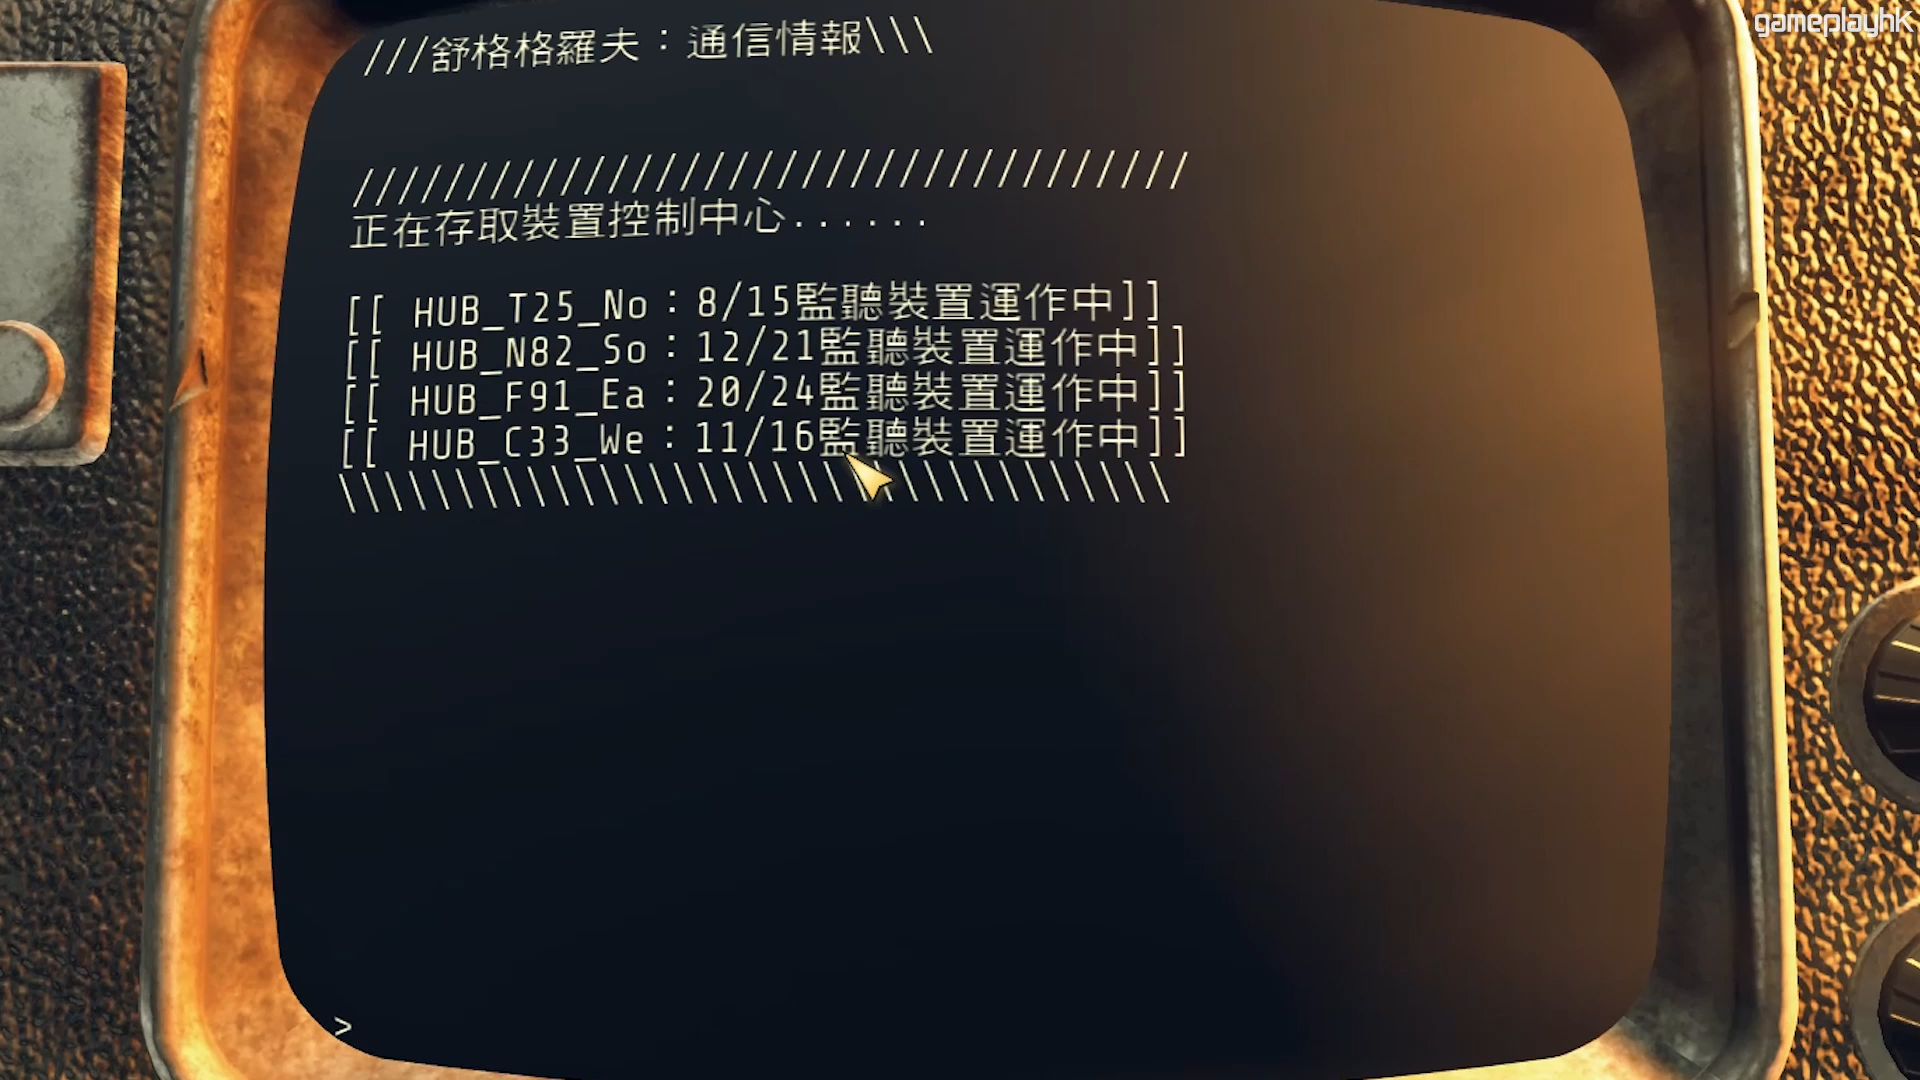 gameplayhk
///舒格格羅夫：通信情報\\\
///////////////////////////////////
正在存取裝置控制中心......
[[ HUB_T25_No：8/15監聽裝置運作中]]
[[ HUB_N82_So：12/21監聽裝置運作中]]
[[ HUB_F91_Ea：20/24監聽裝置運作中]]
[[ HUB_C33_We：11/16監聽裝置運作中]]
\\\\\\\\\\\\\\\\\\\\\\\\\\\\\\\\\\\
>